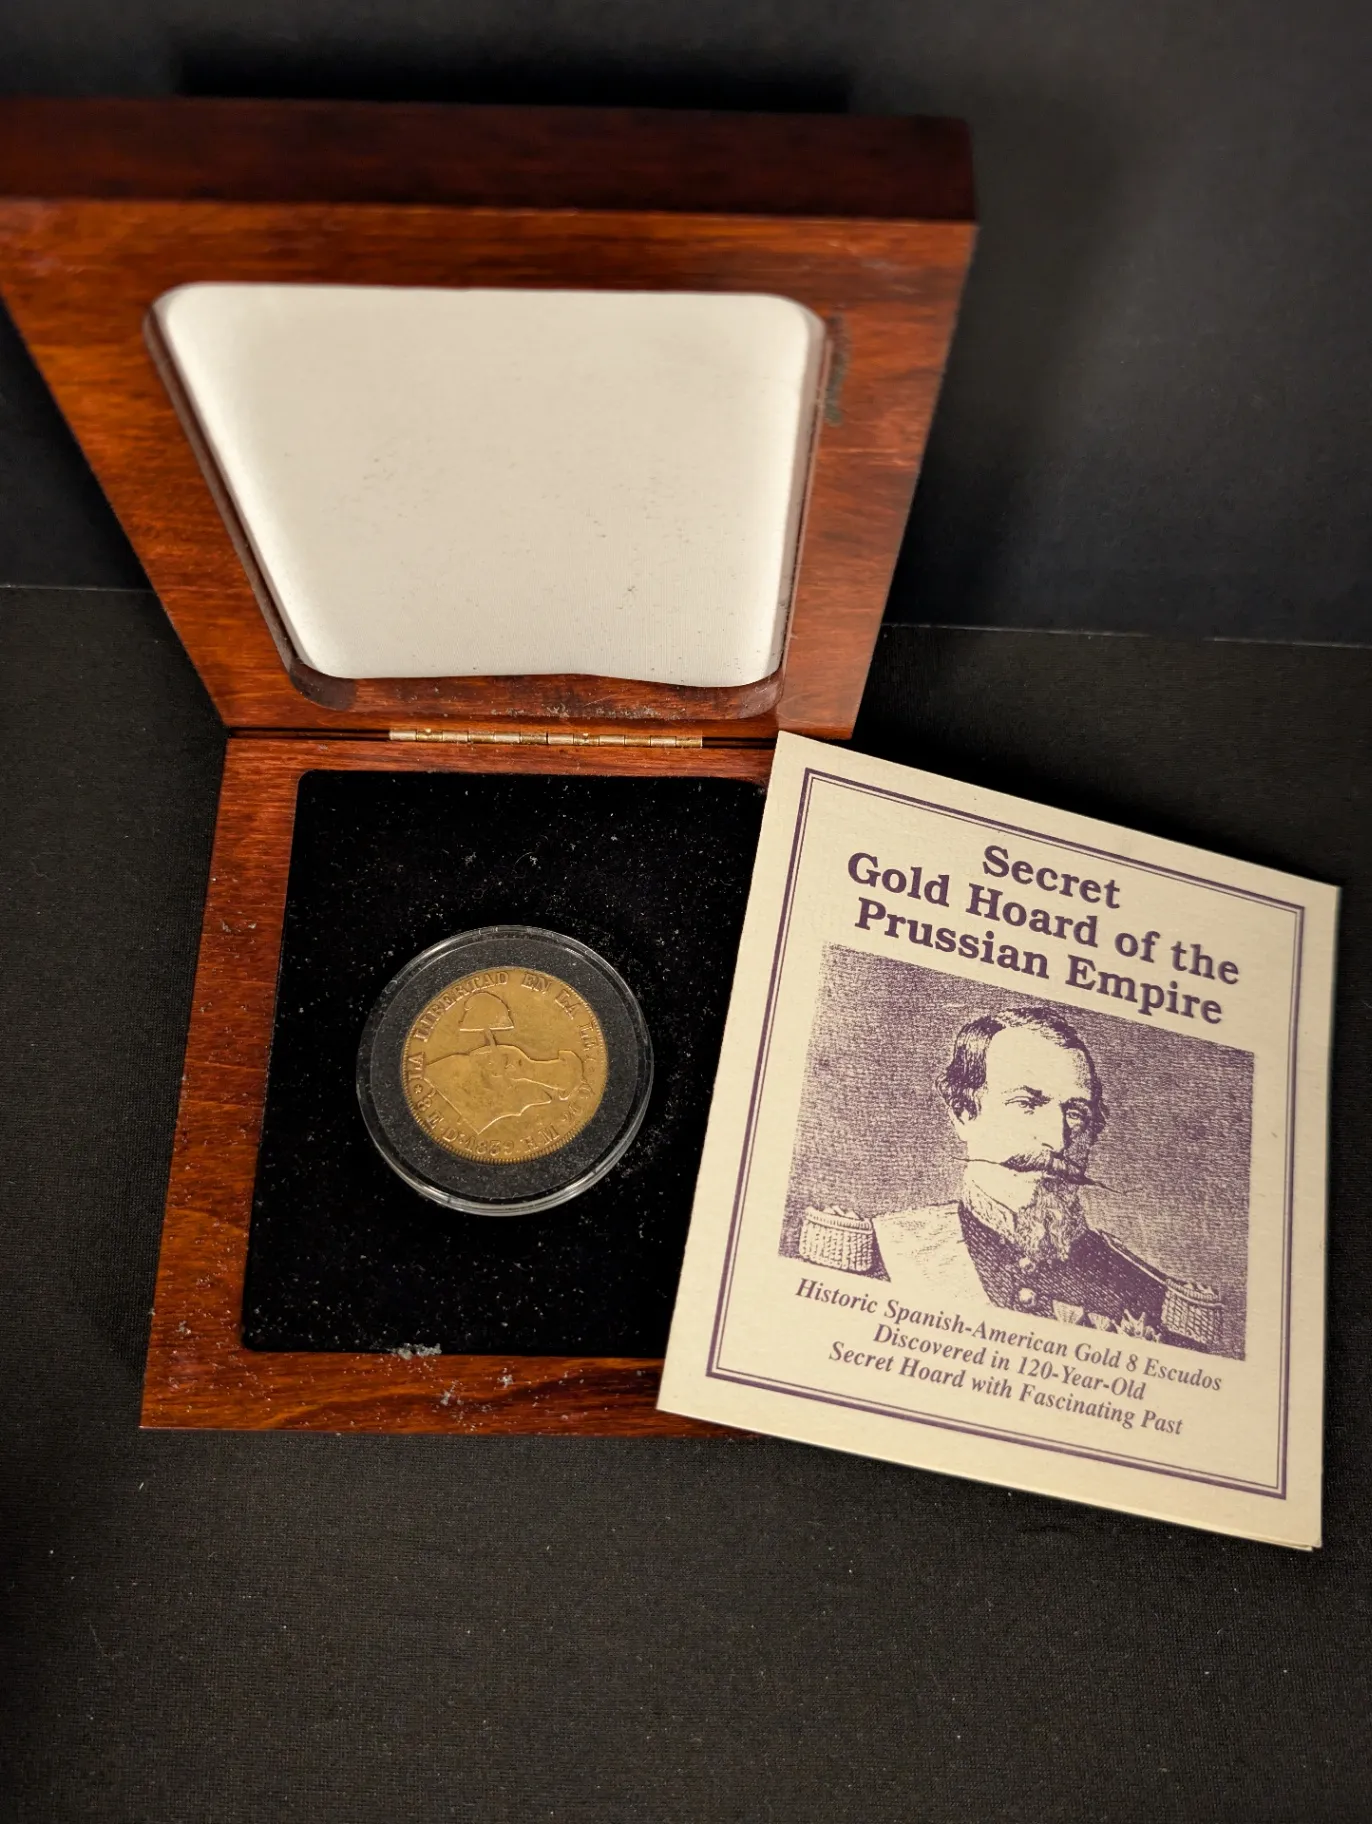 Secret
Gold Hoard of the
Prussian Empire
Historic Spanish-American Gold 8 Escudos
Discovered in 120-Year-Old
Secret Hoard with Fascinating Past
LA LIBERTAD EN LA
8